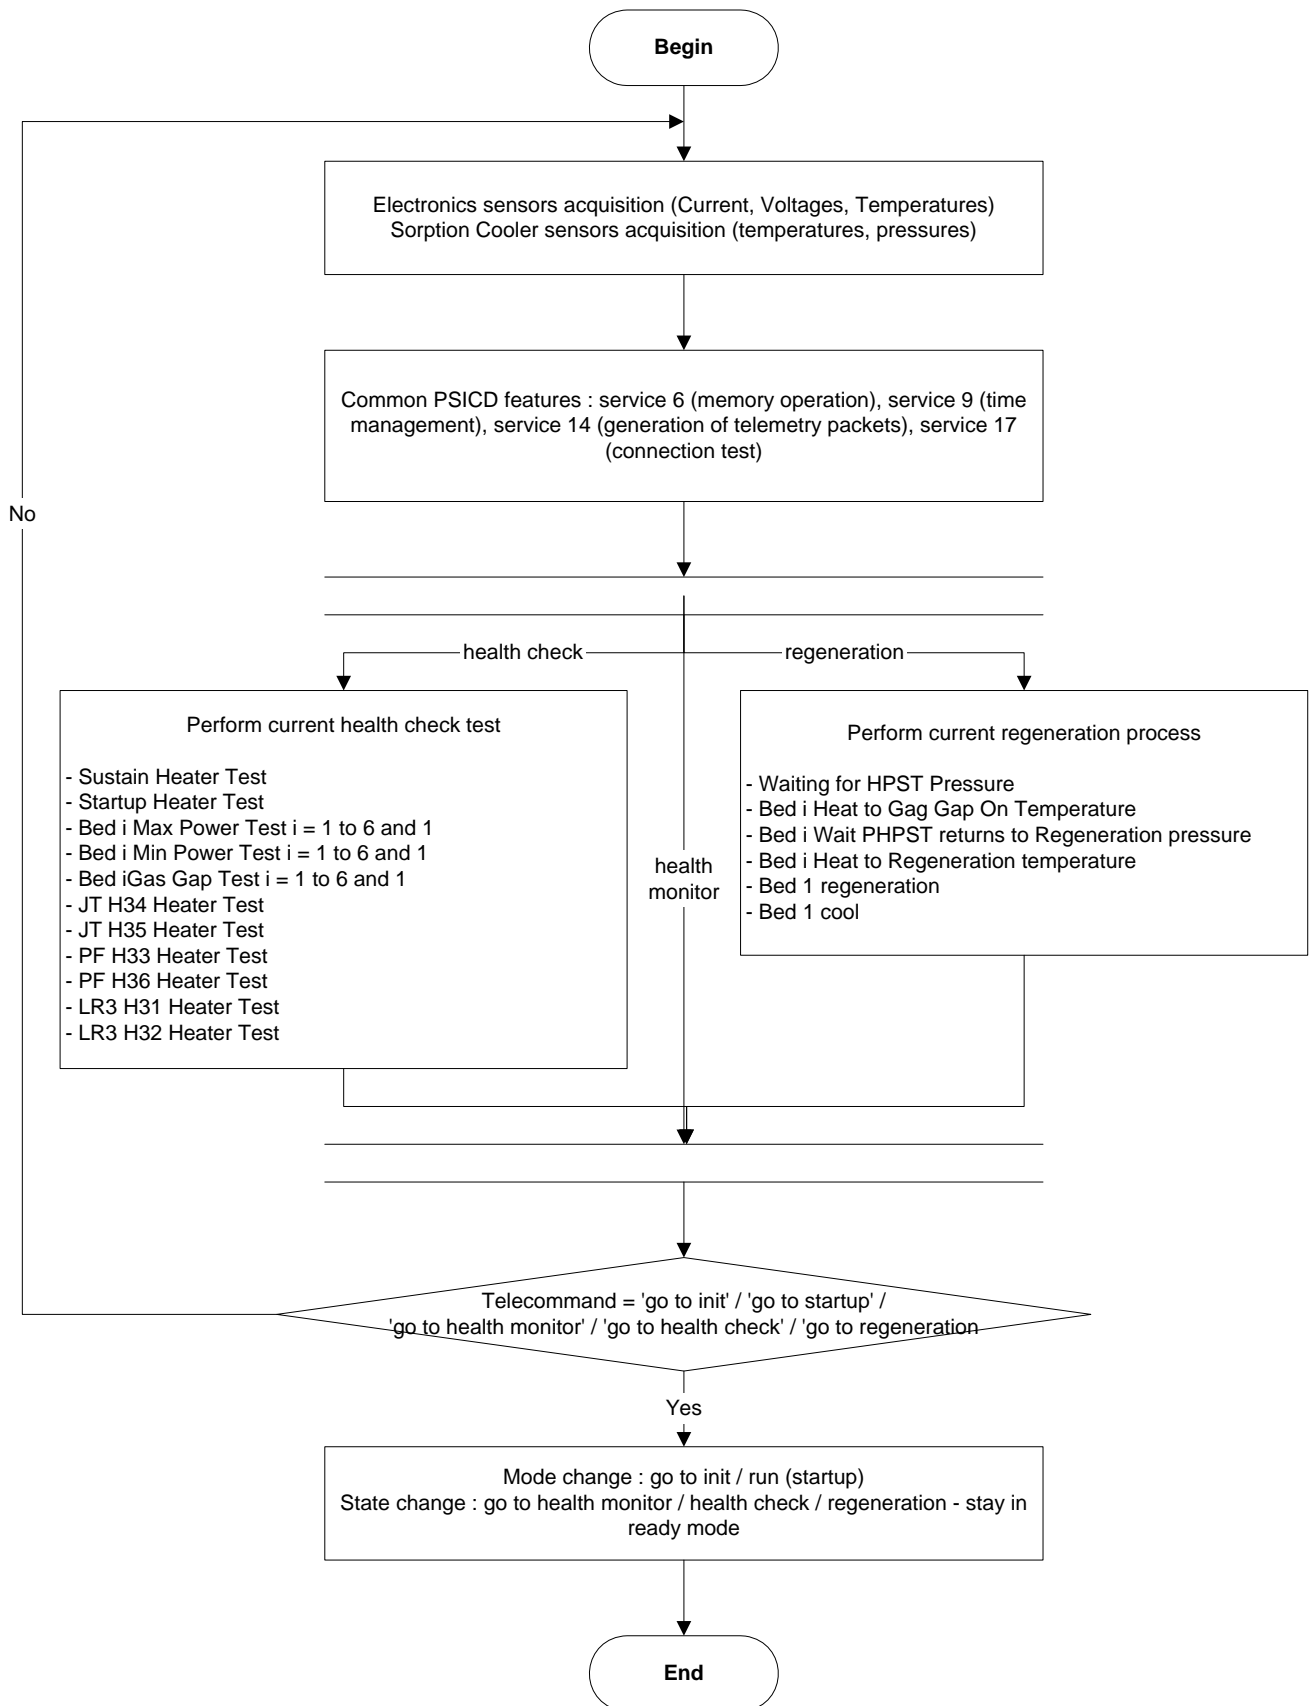 Begin
Electronics sensors acquisition (Current, Voltages, Temperatures)
Sorption Cooler sensors acquisition (temperatures, pressures)
Common PSICD features : service 6 (memory operation), service 9 (time
management), service 14 (generation of telemetry packets), service 17
(connection test)
No
health check
regeneration
Perform current health check test
- Sustain Heater Test
- Startup Heater Test
- Bed i Max Power Test i = 1 to 6 and 1
- Bed i Min Power Test i = 1 to 6 and 1
- Bed iGas Gap Test i = 1 to 6 and 1
- JT H34 Heater Test
- JT H35 Heater Test
- PF H33 Heater Test
- PF H36 Heater Test
- LR3 H31 Heater Test
- LR3 H32 Heater Test
health
monitor
Perform current regeneration process
- Waiting for HPST Pressure
- Bed i Heat to Gag Gap On Temperature
- Bed i Wait PHPST returns to Regeneration pressure
- Bed i Heat to Regeneration temperature
- Bed 1 regeneration
- Bed 1 cool
Telecommand = 'go to init' / 'go to startup' /
'go to health monitor' / 'go to health check' / 'go to regeneration
Yes
Mode change : go to init / run (startup)
State change : go to health monitor / health check / regeneration - stay in
ready mode
End